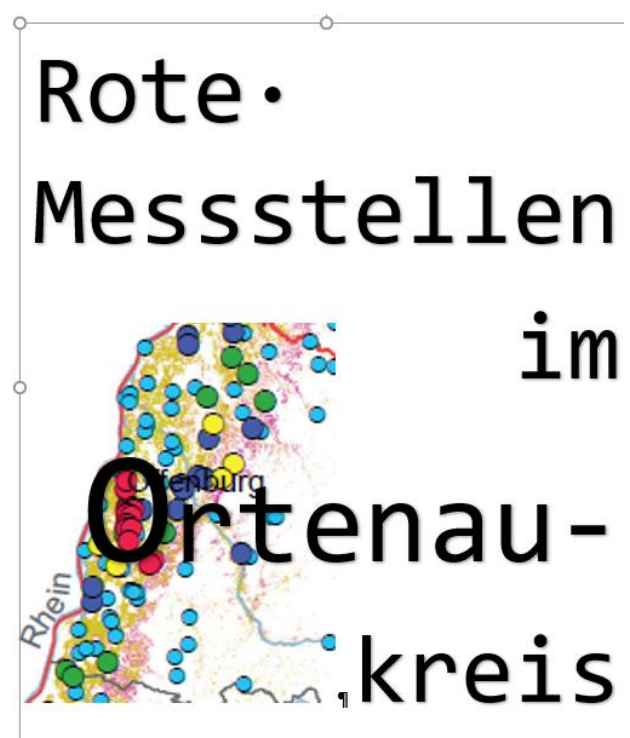 Rote·
Messstellen
im
Offenburg
Ortenau-
Rhein
¶kreis